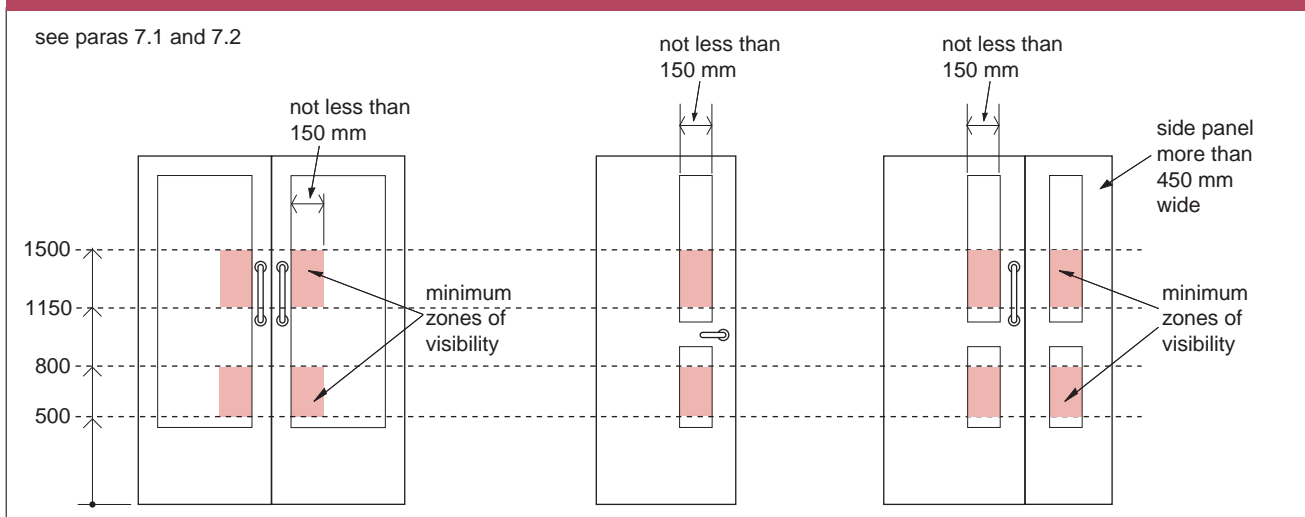 see paras 7.1 and 7.2
not less than
150 mm
not less than
150 mm
not less than
150 mm
side panel
more than
450 mm
wide
1500
1150
800
500
minimum
zones of
visibility
minimum
zones of
visibility